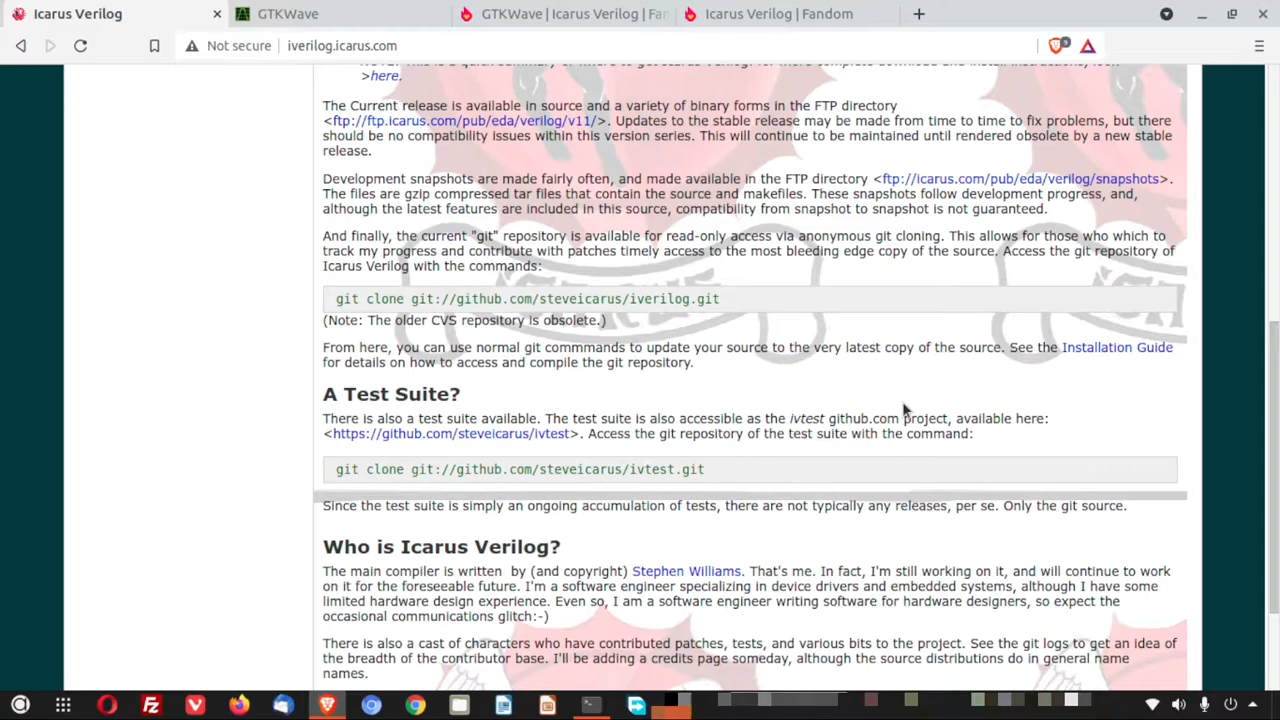 Icarus Verilog
GTKWave
GTKWave | Icarus Verilog | Fan
Icarus Verilog | Fandom
Not secure
iverilog.icarus.com
9
>here.
The Current release is available in source and a variety of binary forms in the FTP directory
<ftp://ftp.icarus.com/pub/eda/verilog/v11/>. Updates to the stable release may be made from time to time to fix problems, but there
should be no compatibility issues within this version series. This will continue to be maintained until rendered obsolete by a new stable
release.
Development snapshots are made fairly often, and made available in the FTP directory <ftp://icarus.com/pub/eda/verilog/snapshots>.
The files are gzip compressed tar files that contain the source and makefiles. These snapshots follow development progress, and,
although the latest features are included in this source, compatibility from snapshot to snapshot is not guaranteed.
And finally, the current "git" repository is available for read-only access via anonymous git cloning. This allows for those who which to
track my progress and contribute with patches timely access to the most bleeding edge copy of the source. Access the git repository of
Icarus Verilog with the commands:
git clone git://github.com/steveicarus/iverilog.git
(Note: The older CVS repository is obsolete.)
From here, you can use normal git commmands to update your source to the very latest copy of the source. See the Installation Guide
for details on how to access and compile the git repository.
A Test Suite?
There is also a test suite available. The test suite is also accessible as the ivtest github.com project, available here:
<https://github.com/steveicarus/ivtest>. Access the git repository of the test suite with the command:
git clone git://github.com/steveicarus/ivtest.git
Since the test suite is simply an ongoing accumulation of tests, there are not typically any releases, per se. Only the git source.
Who is Icarus Verilog?
The main compiler is written by (and copyright) Stephen Williams. That's me. In fact, I'm still working on it, and will continue to work
on it for the foreseeable future. I'm a software engineer specializing in device drivers and embedded systems, although I have some
limited hardware design experience. Even so, I am a software engineer writing software for hardware designers, so expect the
occasional communications glitch:-)
There is also a cast of characters who have contributed patches, tests, and various bits to the project. See the git logs to get an idea of
the breadth of the contributor base. I'll be adding a credits page someday, although the source distributions do in general name
names.